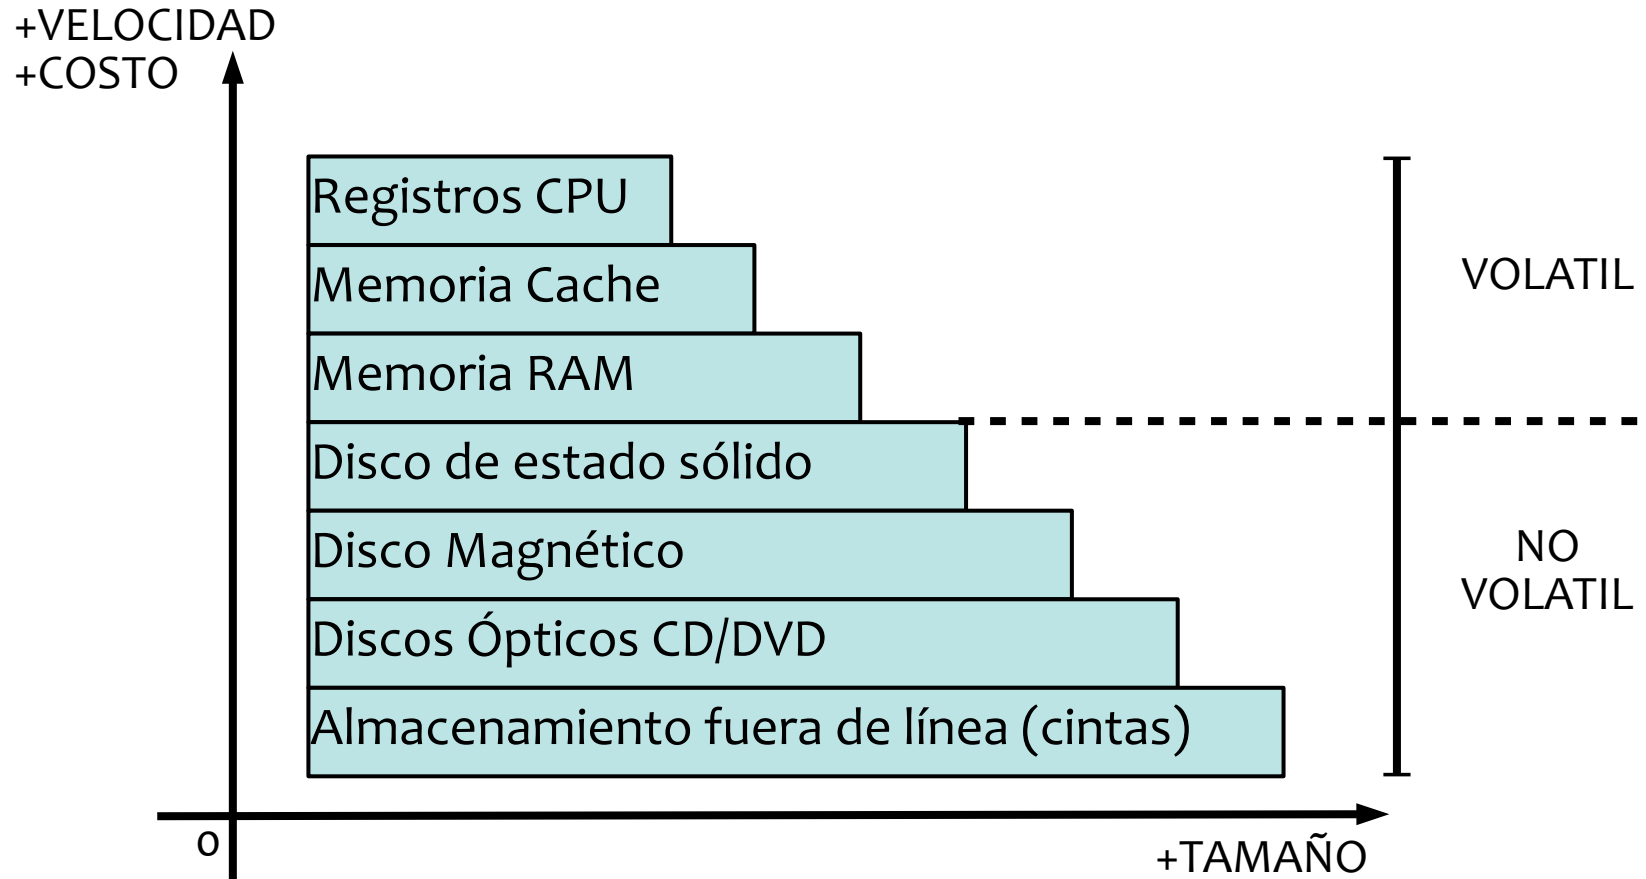 +VELOCIDAD
+COSTO
Registros CPU
Memoria Cache
Memoria RAM
Disco de estado sólido
Disco Magnético
Discos Ópticos CD/DVD
Almacenamiento fuera de línea (cintas)
VOLATIL
NO
VOLATIL
0
+TAMAÑO